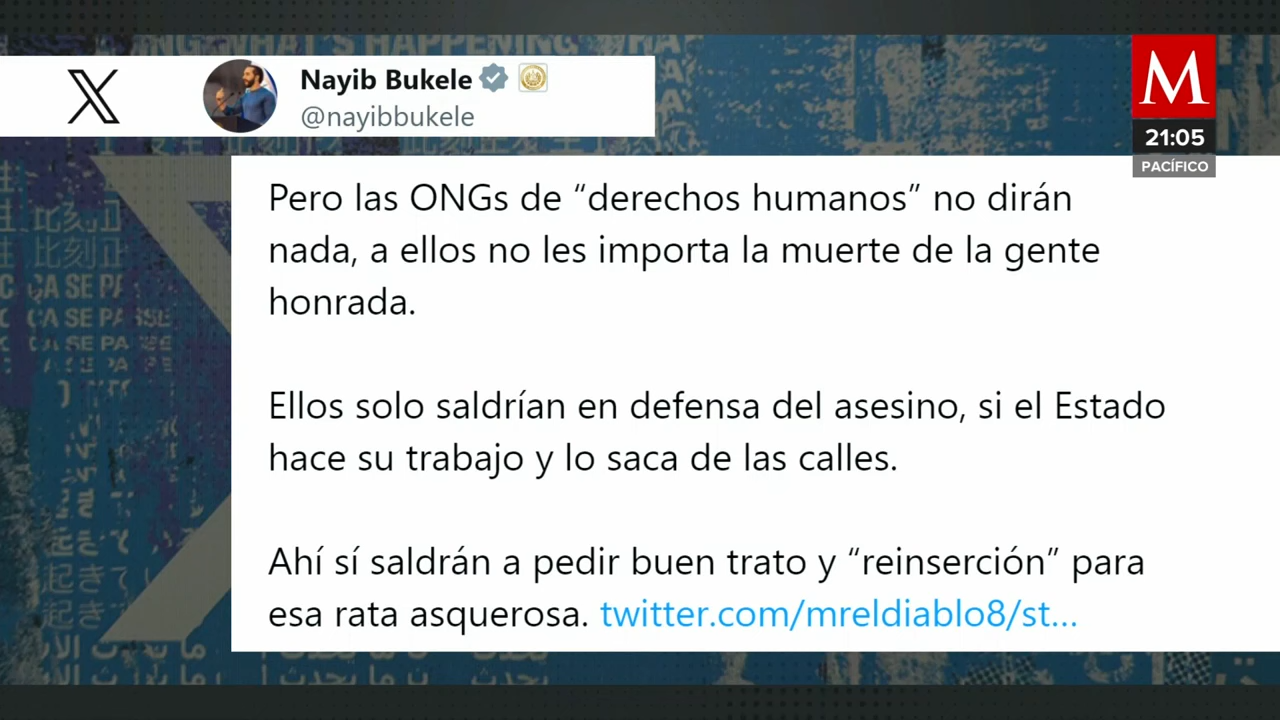 Nayib Bukele
@nayibbukele
M
21:05
PACÍFICO
Pero las ONGs de “derechos humanos” no dirán
nada, a ellos no les importa la muerte de la gente
honrada.
Ellos solo saldrían en defensa del asesino, si el Estado
hace su trabajo y lo saca de las calles.
Ahí sí saldrán a pedir buen trato y “reinserción” para
esa rata asquerosa. twitter.com/mreldiablo8/st...